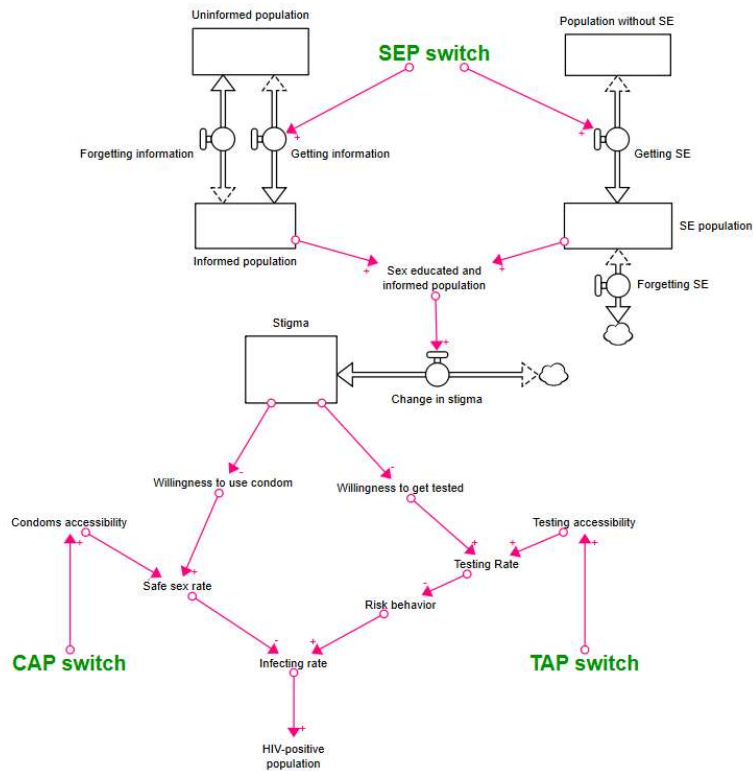 Uninformed population
Population without SE
SEP switch
+
+
Forgetting information
Getting information
Getting SE
SE population
Informed population
+
Sex educated and
informed population
+
Forgetting SE
Stigma
+
Change in stigma
-
-
Willingness to use condom
Willingness to get tested
Condoms accessibility
Testing accessibility
+
+
+
+
+
Safe sex rate
Testing Rate
-
Risk behavior
-
+
CAP switch
Infecting rate
TAP switch
+
HIV-positive
population